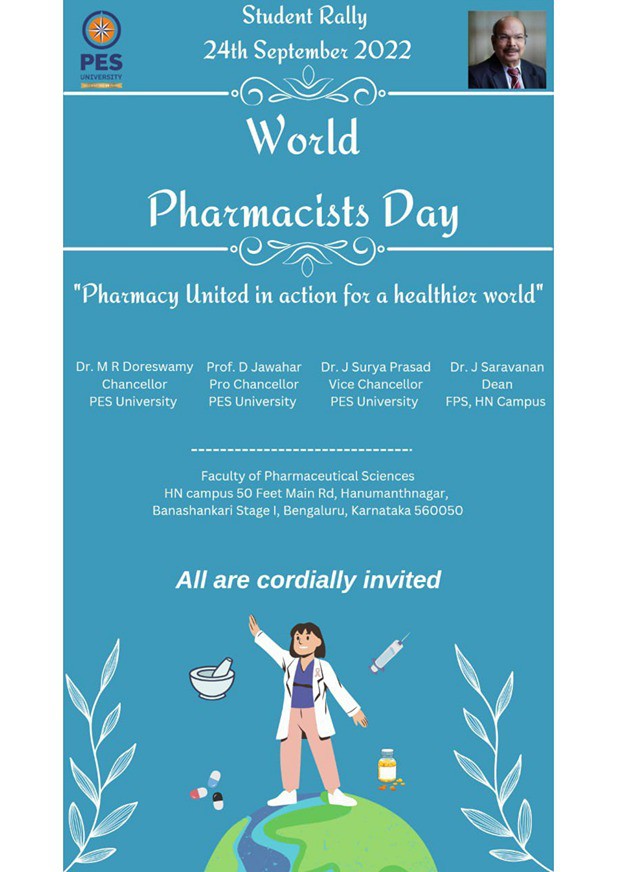 PES
UNIVERSITY
Student Rally
24th September 2022
World
Pharmacists Day
"Pharmacy United in action for a healthier world"
Dr. M R Doreswamy
Chancellor
PES University
Prof. D Jawahar
Pro Chancellor
PES University
Dr. J Surya Prasad
Vice Chancellor
PES University
Dr. J Saravanan
Dean
FPS, HN Campus
Faculty of Pharmaceutical Sciences
HN campus 50 Feet Main Rd, Hanumanthnagar,
Banashankari Stage I, Bengaluru, Karnataka 560050
All are cordially invited